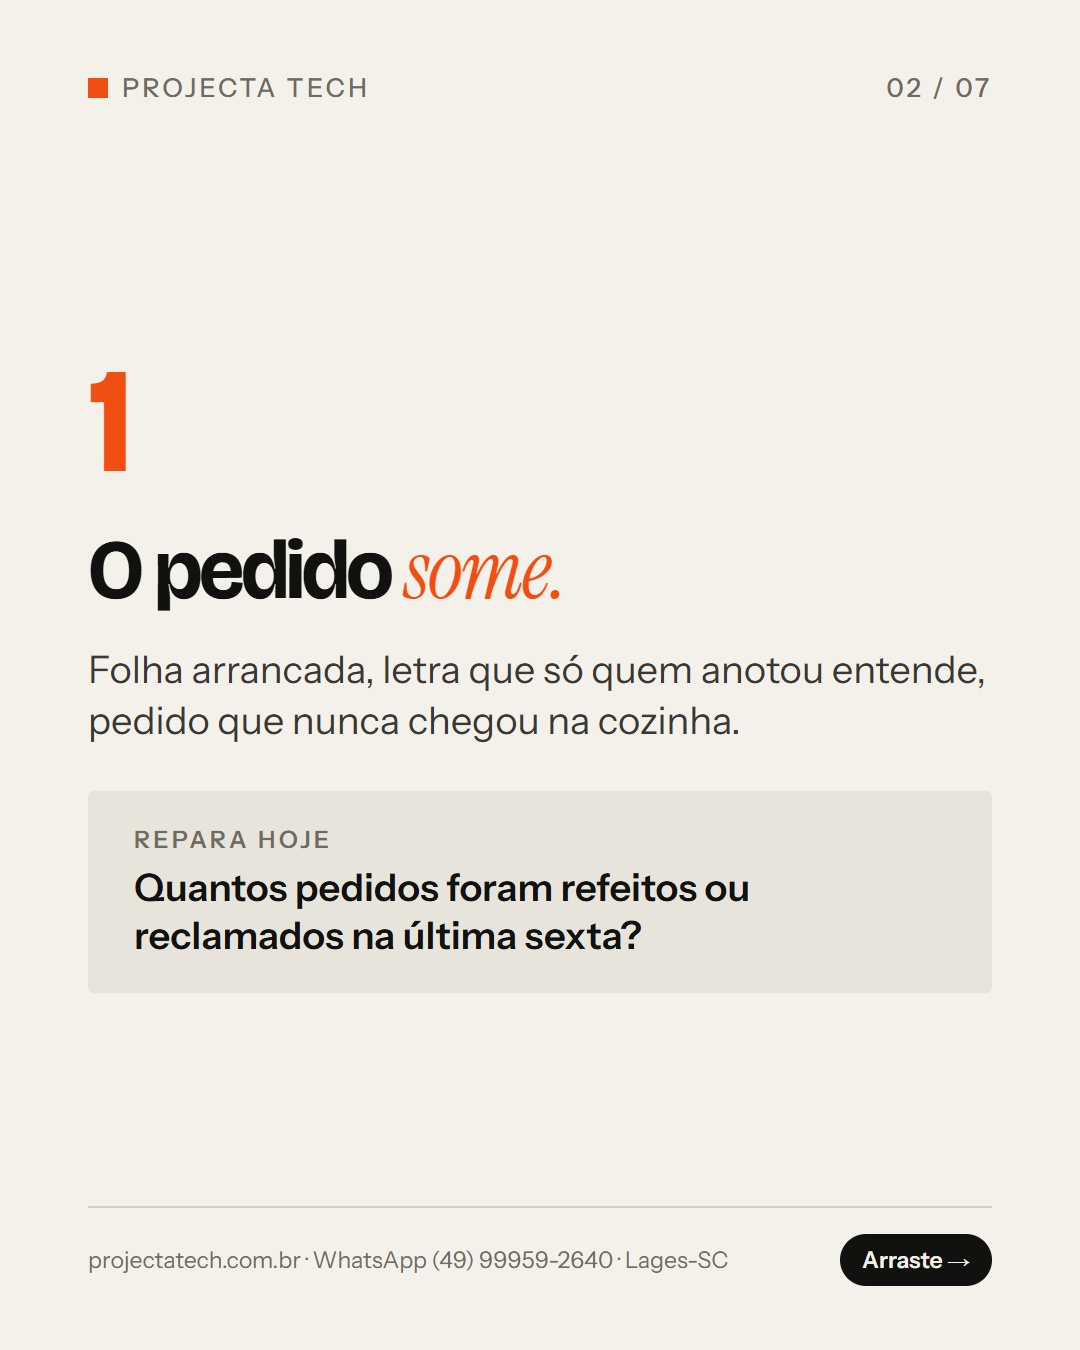 PROJECTA TECH
02 / 07
1
O pedido some.
Folha arrancada, letra que só quem anotou entende,
pedido que nunca chegou na cozinha.
REPARA HOJE
Quantos pedidos foram refeitos ou
reclamados na última sexta?
projectatech.com.br · WhatsApp (49) 99959-2640 · Lages-SC
Arraste →